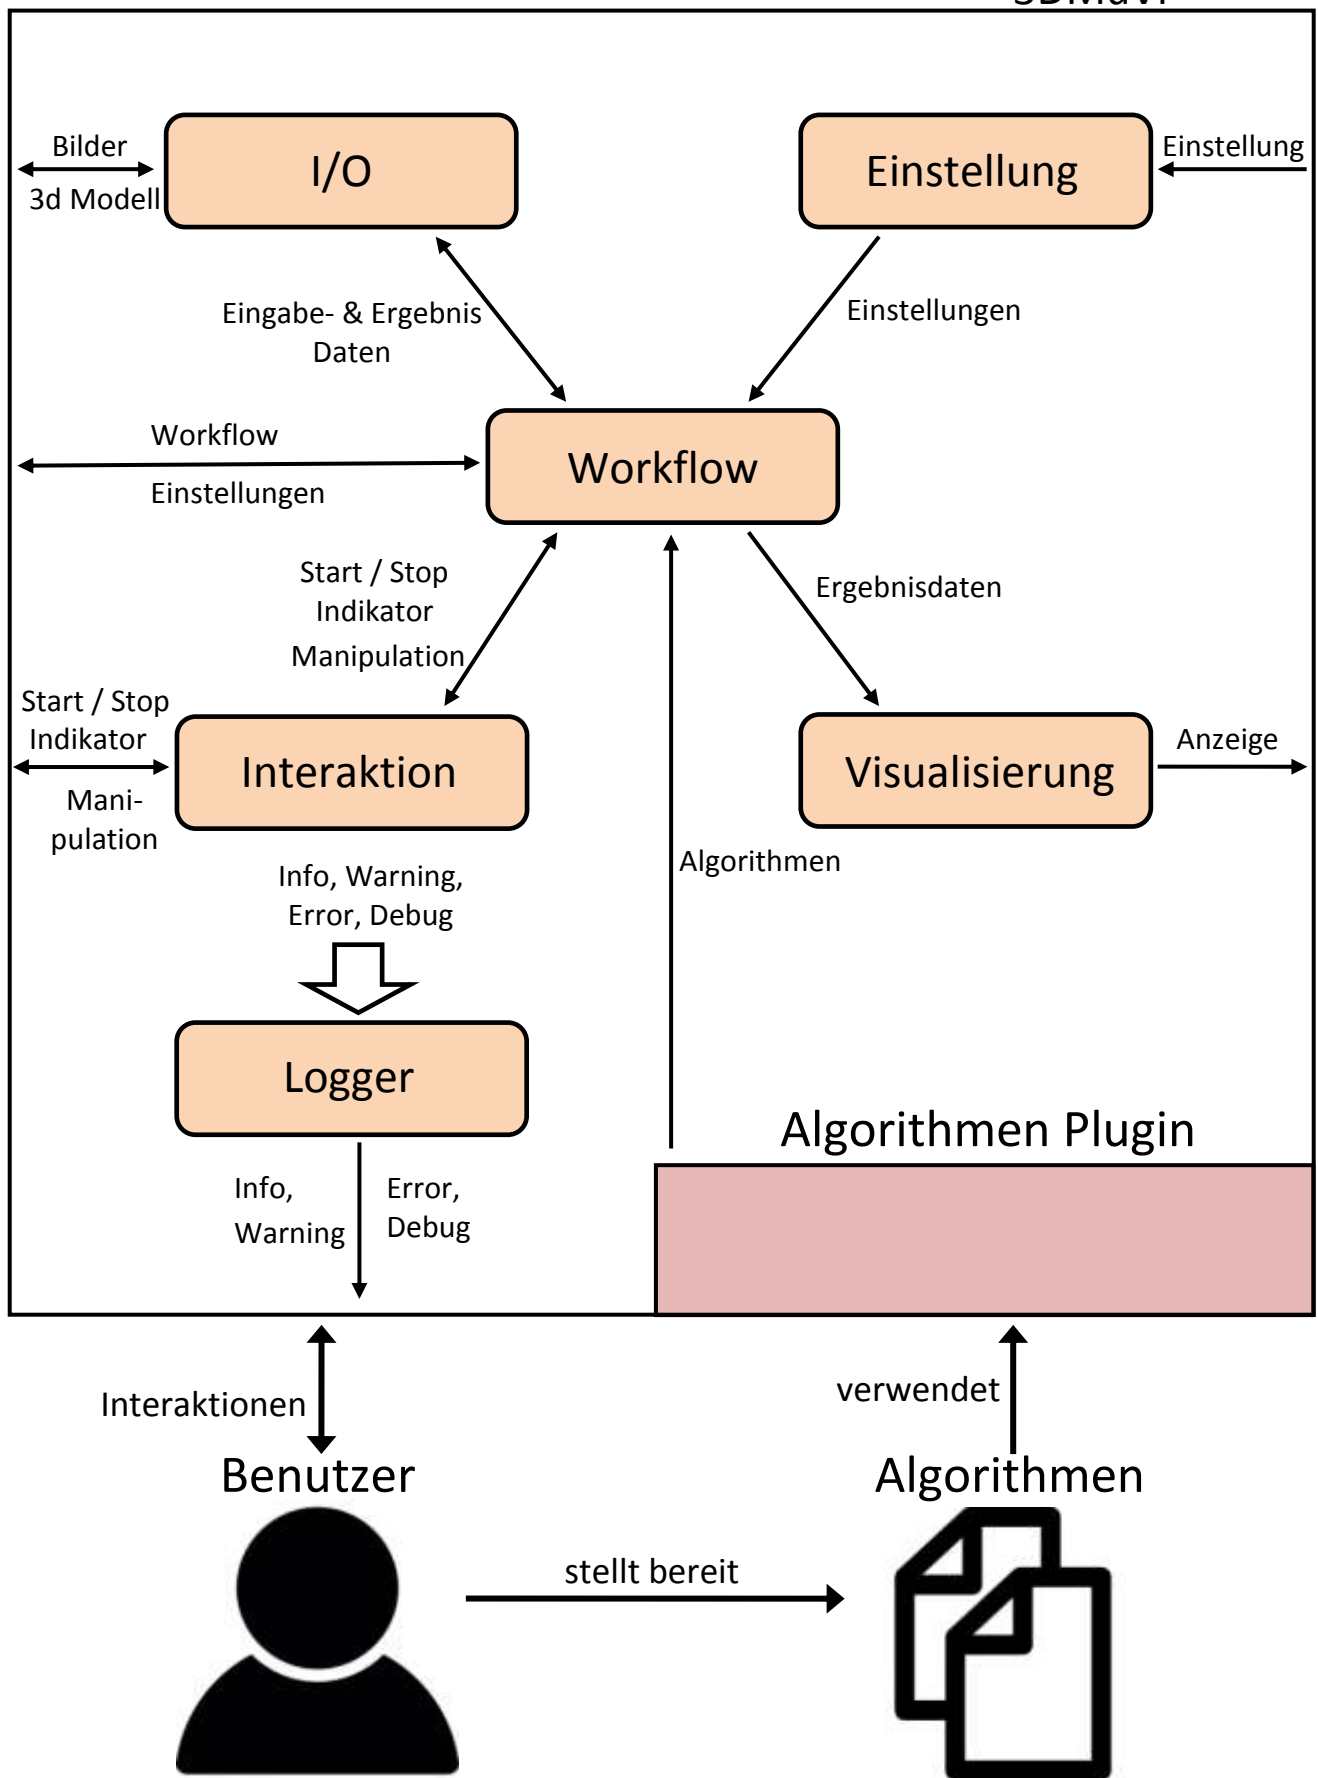 Bilder
3d Modell
I/O
Einstellung
Einstellung
Eingabe- & Ergebnis
Daten
Einstellungen
Workflow
Einstellungen
Workflow
Start / Stop
Indikator
Manipulation
Ergebnisdaten
Start / Stop
Indikator
Mani-
pulation
Interaktion
Visualisierung
Anzeige
Info, Warning,
Error, Debug
Algorithmen
Logger
Algorithmen Plugin
Info,
Warning
Error,
Debug
Interaktionen
verwendet
Benutzer
Algorithmen
stellt bereit